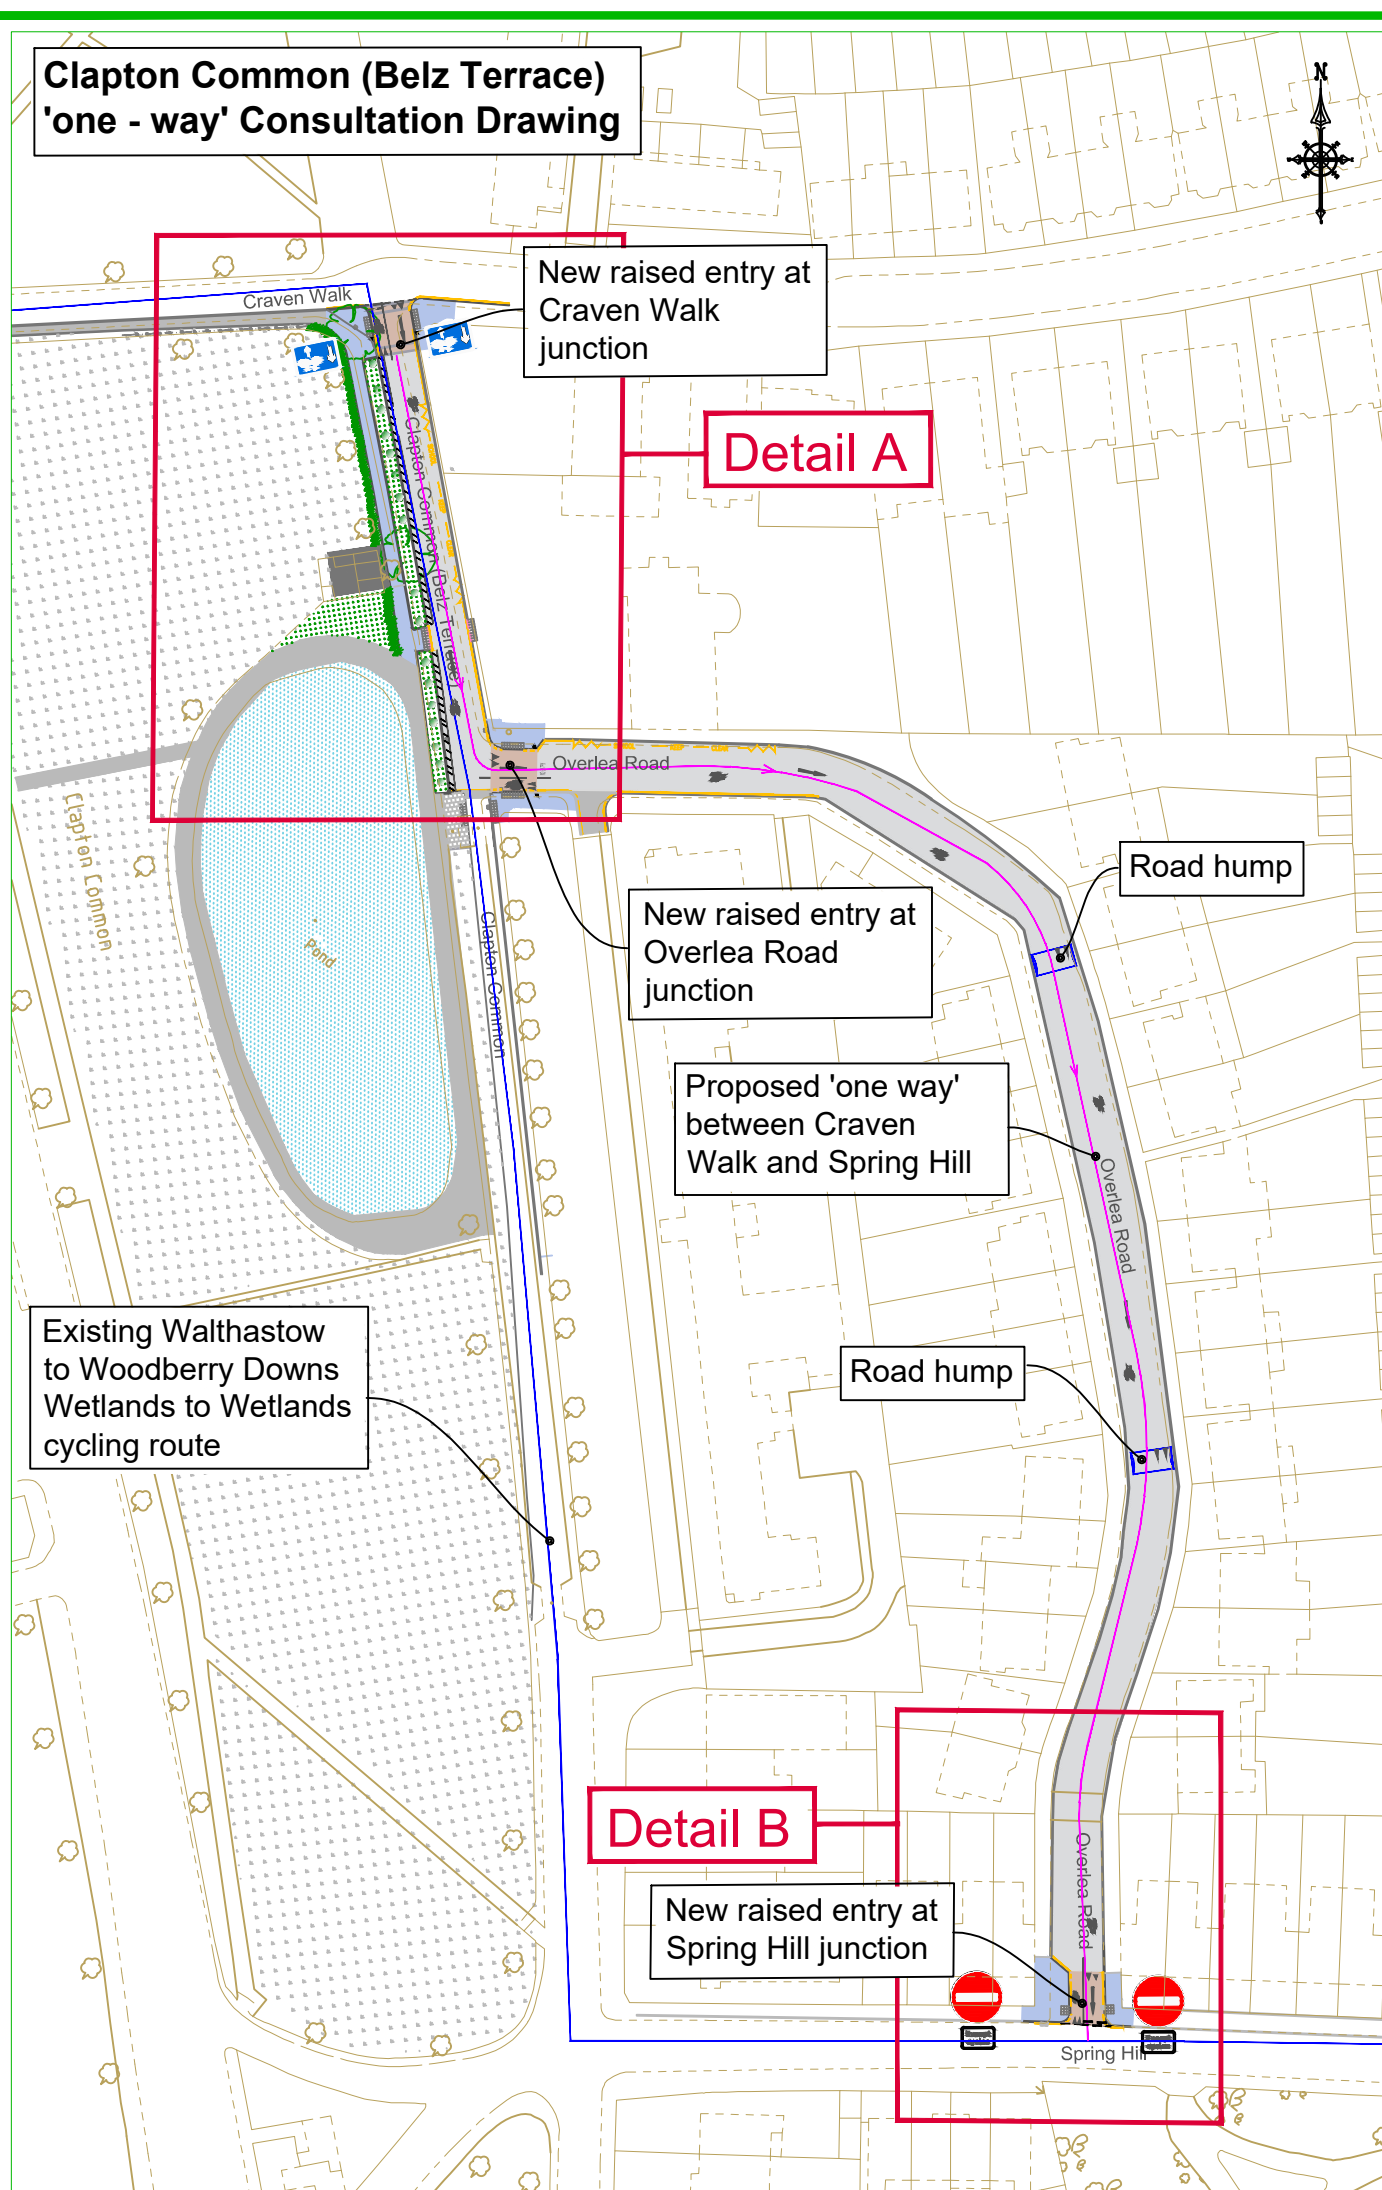 Clapton Common (Belz Terrace)
'one - way' Consultation Drawing
N
New raised entry at
Craven Walk
junction
Craven Walk
Detail A
Clapton Common (Belz Terrace)
Overlea Road
Clapton Common
Pond
Clapton Common
New raised entry at
Overlea Road
junction
Road hump
Proposed 'one way'
between Craven
Walk and Spring Hill
Overlea Road
Existing Walthastow
to Woodberry Downs
Wetlands to Wetlands
cycling route
Road hump
Detail B
Overlea Road
New raised entry at
Spring Hill junction
Spring Hill